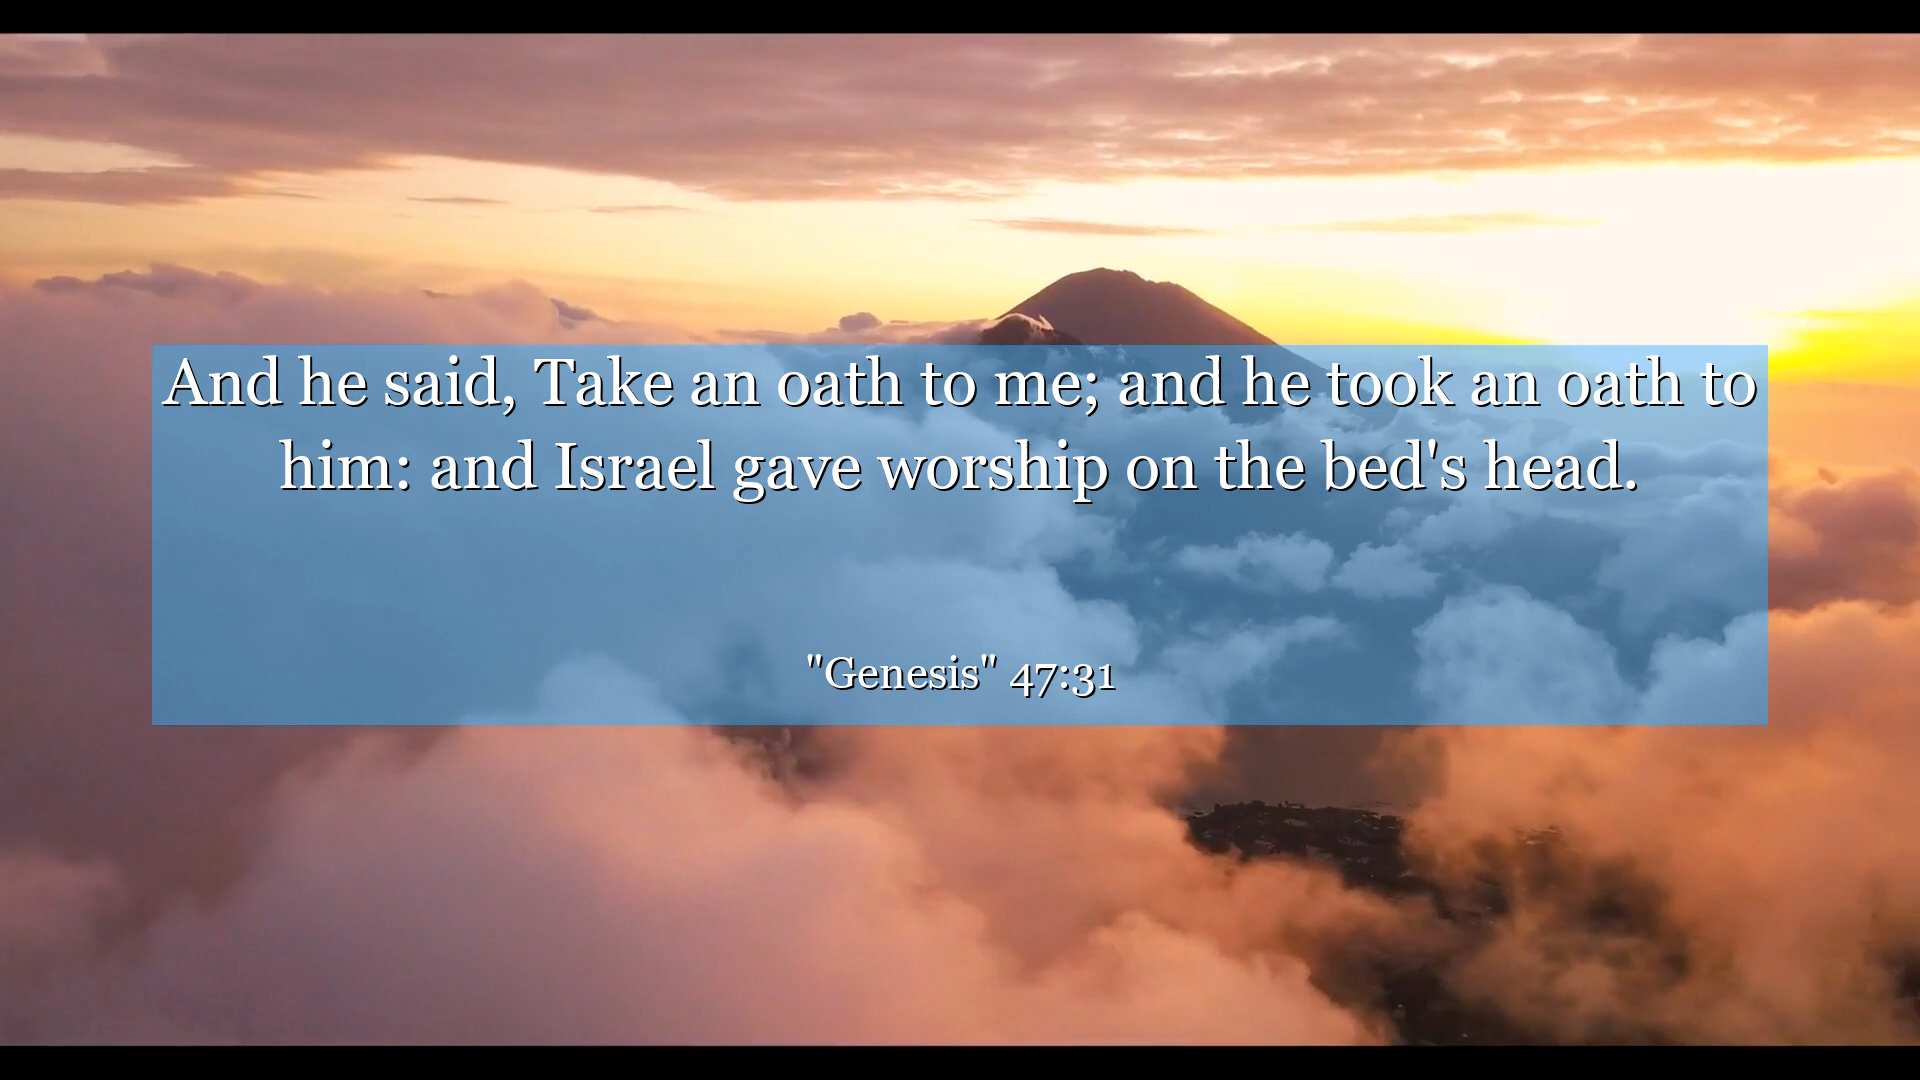 And he said, Take an oath to me; and he took an oath to
him: and Israel gave worship on the bed's head.
"Genesis" 47:31